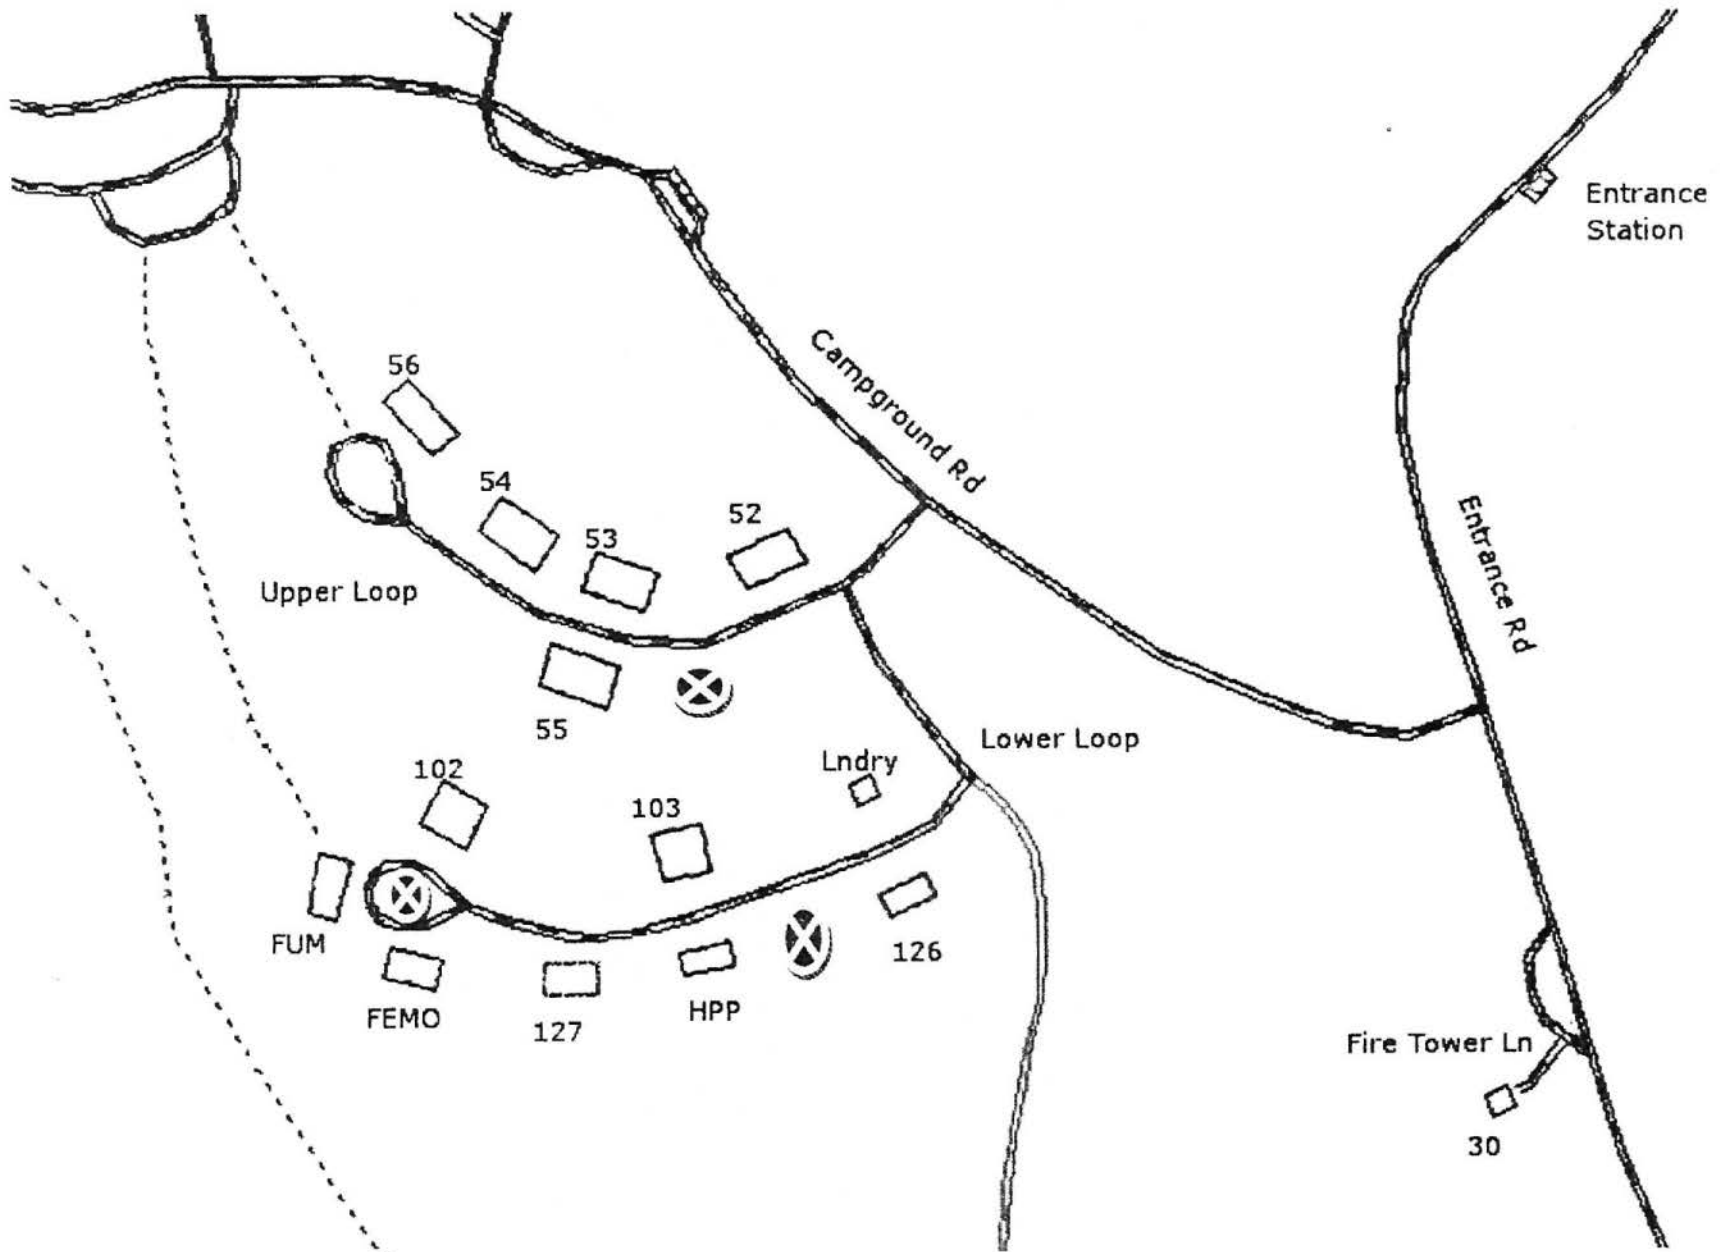 Entrance
Station
56
Campground Rd
54
52
53
Entrance Rd
Upper Loop
55
Lower Loop
Lndry
102
103
FUM
126
HPP
FEMO
127
Fire Tower Ln
30